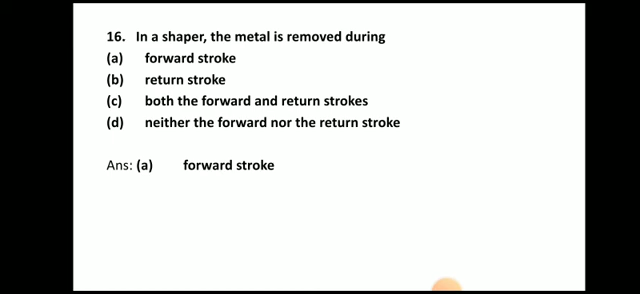 16. In a shaper, the metal is removed during
(a) forward stroke
(b) return stroke
(c) both the forward and return strokes
(d) neither the forward nor the return stroke
Ans: (a) forward stroke